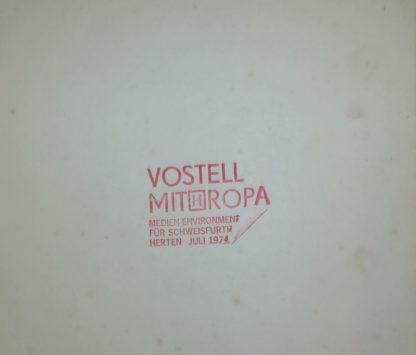 VOSTELL
MITHROPA
MEDIEN-ENVIRONMENT
FÜR SCHWEISFURTH
HERTEN JULI 1974